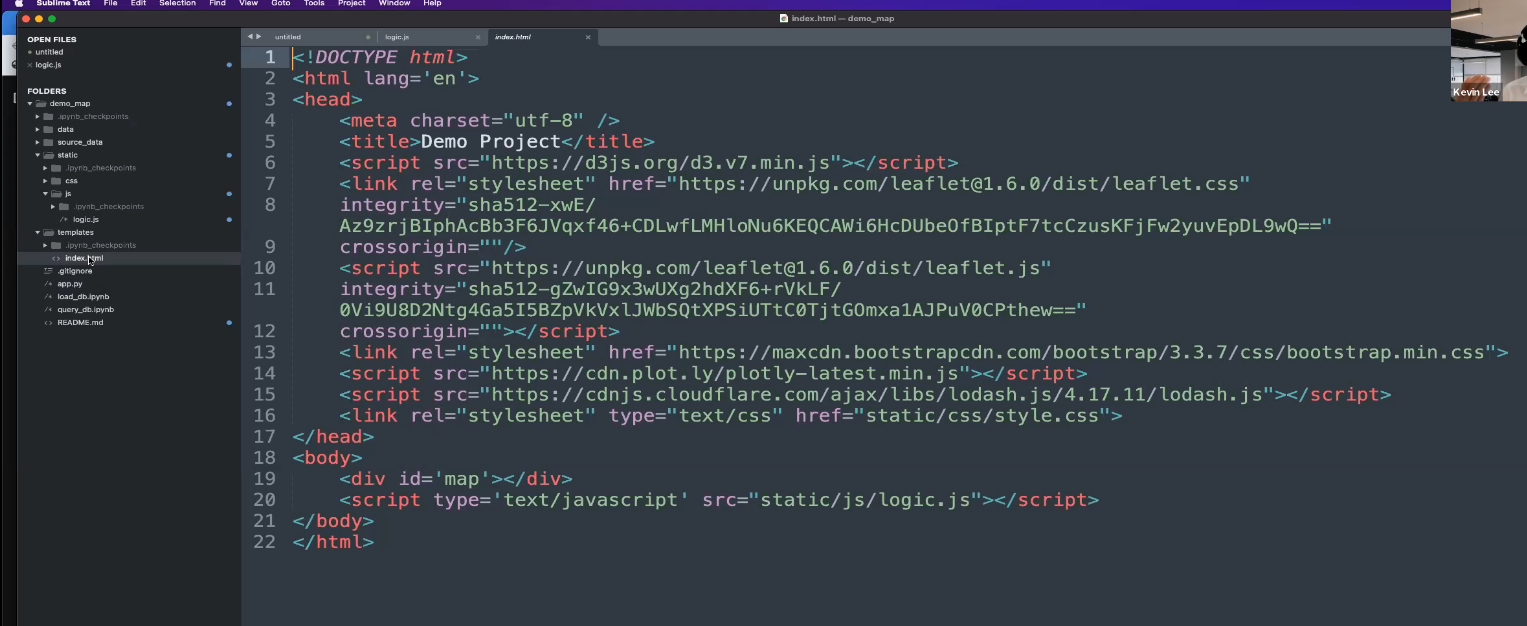 Sublime Text File Edit Selection Find View Goto Tools Project Window Help
index.html — demo_map
OPEN FILES
untitled
logic.js
FOLDERS
demo_map
.ipynb_checkpoints
data
source_data
static
.ipynb_checkpoints
css
js
.ipynb_checkpoints
logic.js
templates
.ipynb_checkpoints
index.html
.gitignore
app.py
load_db.ipynb
query_db.ipynb
README.md
untitled logic.js index.html
1 <!DOCTYPE html>
2 <html lang='en'>
3 <head>
4 <meta charset="utf-8" />
5 <title>Demo Project</title>
6 <script src="https://d3js.org/d3.v7.min.js"></script>
7 <link rel="stylesheet" href="https://unpkg.com/leaflet@1.6.0/dist/leaflet.css"
8 integrity="sha512-xwE/
Az9zrjBIphAcBb3F6JVqxf46+CDLwfLMHloNu6KEQCAWi6HcDUbeOfBIptF7tcCzusKFjFw2yuvEpDL9wQ=="
9 crossorigin=""/>
10 <script src="https://unpkg.com/leaflet@1.6.0/dist/leaflet.js"
11 integrity="sha512-gZwIG9x3wUXg2hdXF6+rVkLF/
0Vi9U8D2Ntg4Ga5I5BZpVkVxlJWbSQtXPSiUTtC0TjtGOmxa1AJPuV0CPthew=="
12 crossorigin=""></script>
13 <link rel="stylesheet" href="https://maxcdn.bootstrapcdn.com/bootstrap/3.3.7/css/bootstrap.min.css">
14 <script src="https://cdn.plot.ly/plotly-latest.min.js"></script>
15 <script src="https://cdnjs.cloudflare.com/ajax/libs/lodash.js/4.17.11/lodash.js"></script>
16 <link rel="stylesheet" type="text/css" href="static/css/style.css">
17 </head>
18 <body>
19 <div id='map'></div>
20 <script type='text/javascript' src="static/js/logic.js"></script>
21 </body>
22 </html>
Kevin Lee